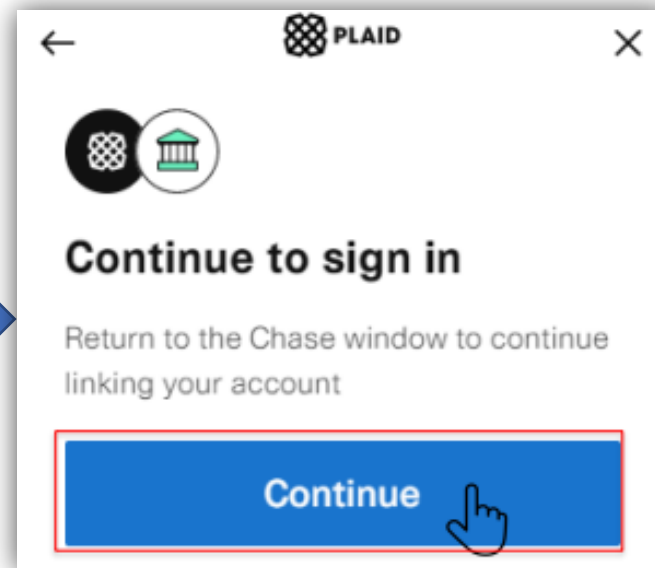 PLAID
Continue to sign in
Return to the Chase window to continue
linking your account
Continue